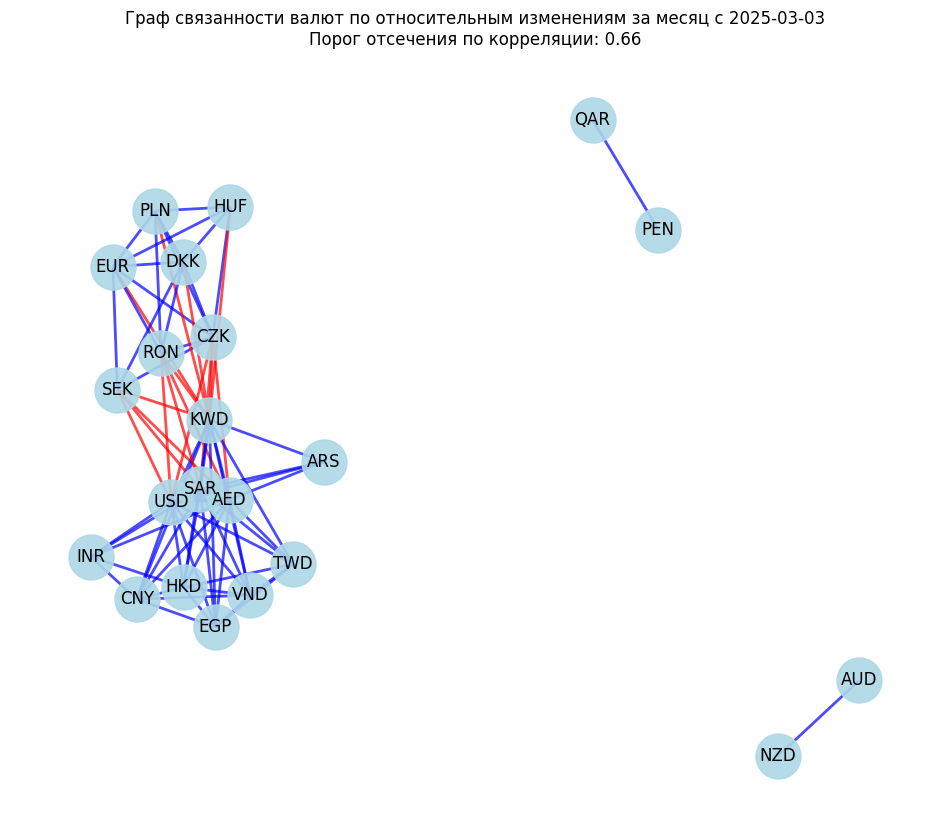 Граф связанности валют по относительным изменениям за месяц с 2025-03-03
Порог отсечения по корреляции: 0.66
QAR
PLN
HUF
PEN
EUR
DKK
CZK
RON
SEK
KWD
ARS
SAR
USD
AED
INR
TWD
HKD
CNY
VND
EGP
AUD
NZD